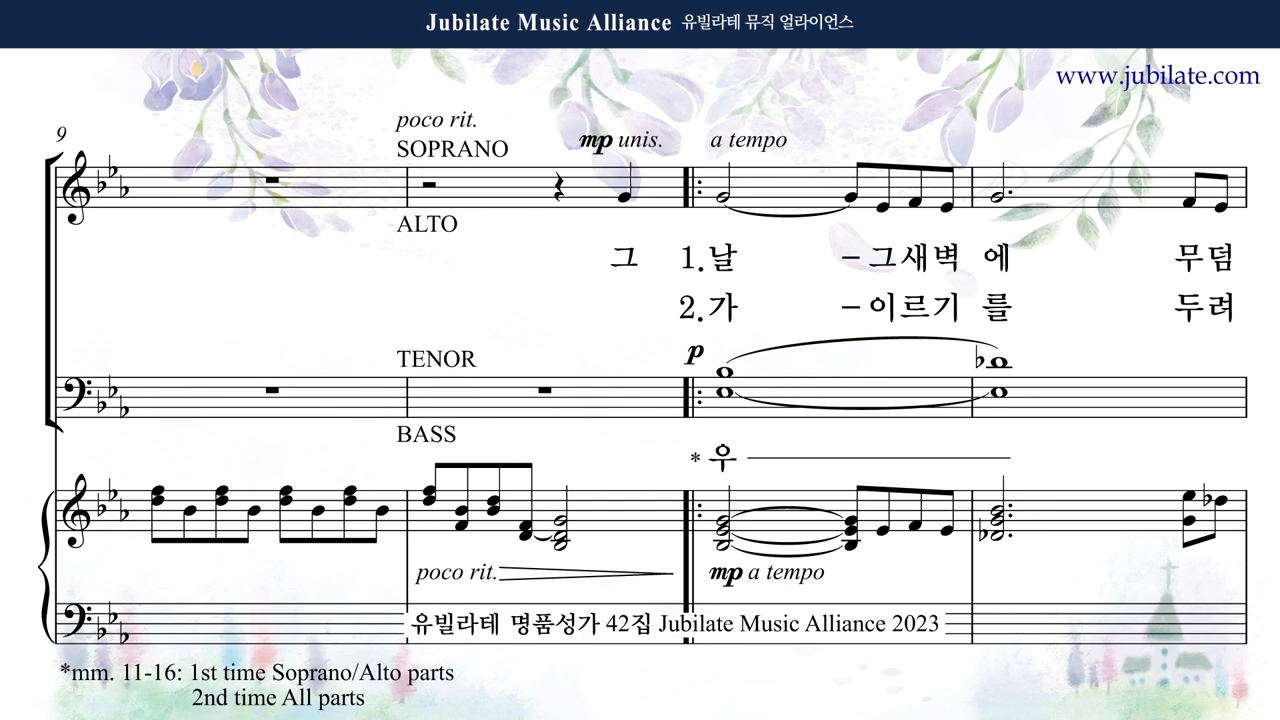 Jubilate Music Alliance 유빌라테 뮤직 얼라이언스
www.jubilate.com
9
poco rit.
SOPRANO
mp unis.
a tempo
ALTO
그 1.날 –그새벽 에 무덤
2.가 –이르기 를 두려
TENOR
p
BASS
* 우
poco rit.
mp a tempo
유빌라테 명품성가 42집 Jubilate Music Alliance 2023
*mm. 11-16: 1st time Soprano/Alto parts
2nd time All parts